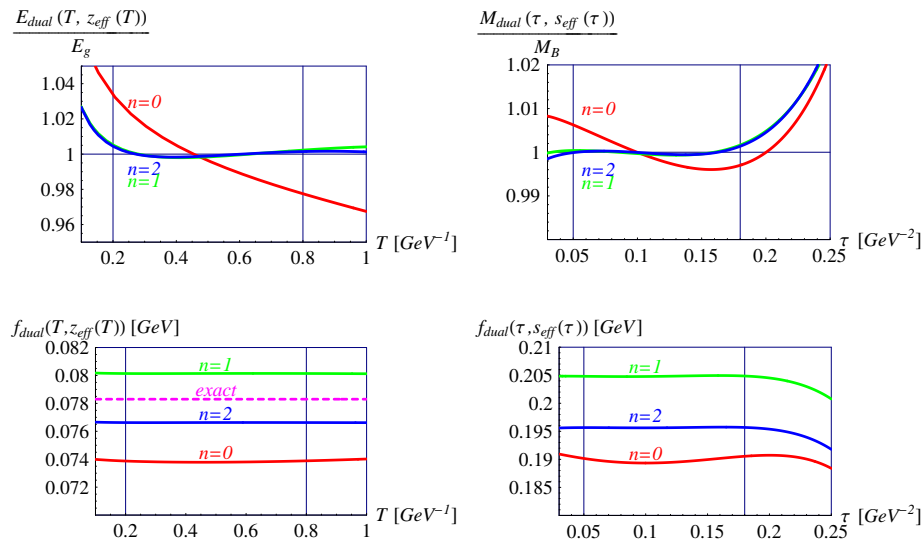 E_dual(T, z_eff(T))
E_g
1.04
1.02
1
0.98
0.96
n=0
n=2
n=1
0.2 0.4 0.6 0.8 1
T [GeV⁻¹]
M_dual(τ, s_eff(τ))
M_B
1.02
1.01
1
0.99
n=0
n=2
n=1
0.05 0.1 0.15 0.2 0.25
τ [GeV⁻²]
f_dual(T,z_eff(T)) [GeV]
0.082
0.08
0.078
0.076
0.074
0.072
n=1
exact
n=2
n=0
0.2 0.4 0.6 0.8 1
T [GeV⁻¹]
f_dual(τ,s_eff(τ)) [GeV]
0.21
0.205
0.2
0.195
0.19
0.185
n=1
n=2
n=0
0.05 0.1 0.15 0.2 0.25
τ [GeV⁻²]